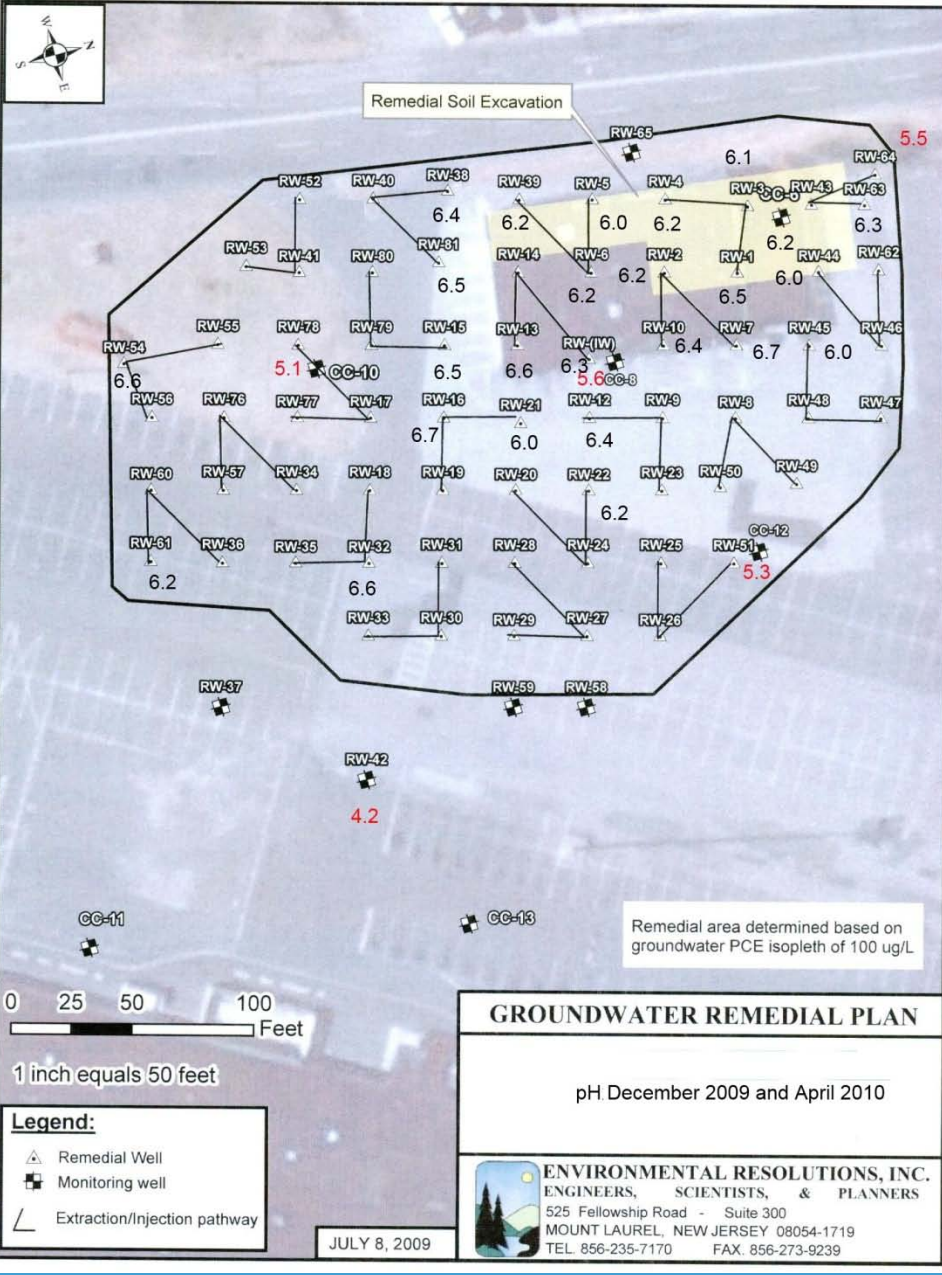 W
N
S
E
Remedial Soil Excavation
RW-65
5.5
6.1
RW-64
RW-52
RW-40
RW-38
RW-39
RW-5
RW-4
RW-3
CC-5
RW-43
RW-63
6.4
6.2
6.0
6.2
6.2
6.3
RW-53
RW-41
RW-80
RW-81
RW-14
RW-6
RW-2
RW-1
RW-44
RW-62
6.5
6.2
6.2
6.5
6.0
RW-54
RW-55
RW-78
RW-79
RW-15
RW-13
RW-(IW)
RW-10
RW-7
RW-45
RW-46
6.6
5.1
CC-10
6.5
6.6
6.3
5.6
CC-8
6.4
6.7
6.0
RW-56
RW-76
RW-77
RW-17
RW-16
RW-21
RW-12
RW-9
RW-8
RW-48
RW-47
6.7
6.0
6.4
RW-60
RW-57
RW-34
RW-18
RW-19
RW-20
RW-22
RW-23
RW-50
RW-49
6.2
CC-12
RW-61
RW-36
RW-35
RW-32
RW-31
RW-28
RW-24
RW-25
RW-51
6.2
6.6
5.3
RW-33
RW-30
RW-29
RW-27
RW-26
RW-37
RW-59
RW-58
RW-42
4.2
CC-11
CC-13
Remedial area determined based on
groundwater PCE isopleth of 100 ug/L
0 25 50 100
Feet
1 inch equals 50 feet
Legend:
Remedial Well
Monitoring well
Extraction/Injection pathway
JULY 8, 2009
GROUNDWATER REMEDIAL PLAN
pH December 2009 and April 2010
ENVIRONMENTAL RESOLUTIONS, INC.
ENGINEERS, SCIENTISTS, & PLANNERS
525 Fellowship Road - Suite 300
MOUNT LAUREL, NEW JERSEY 08054-1719
TEL. 856-235-7170 FAX. 856-273-9239